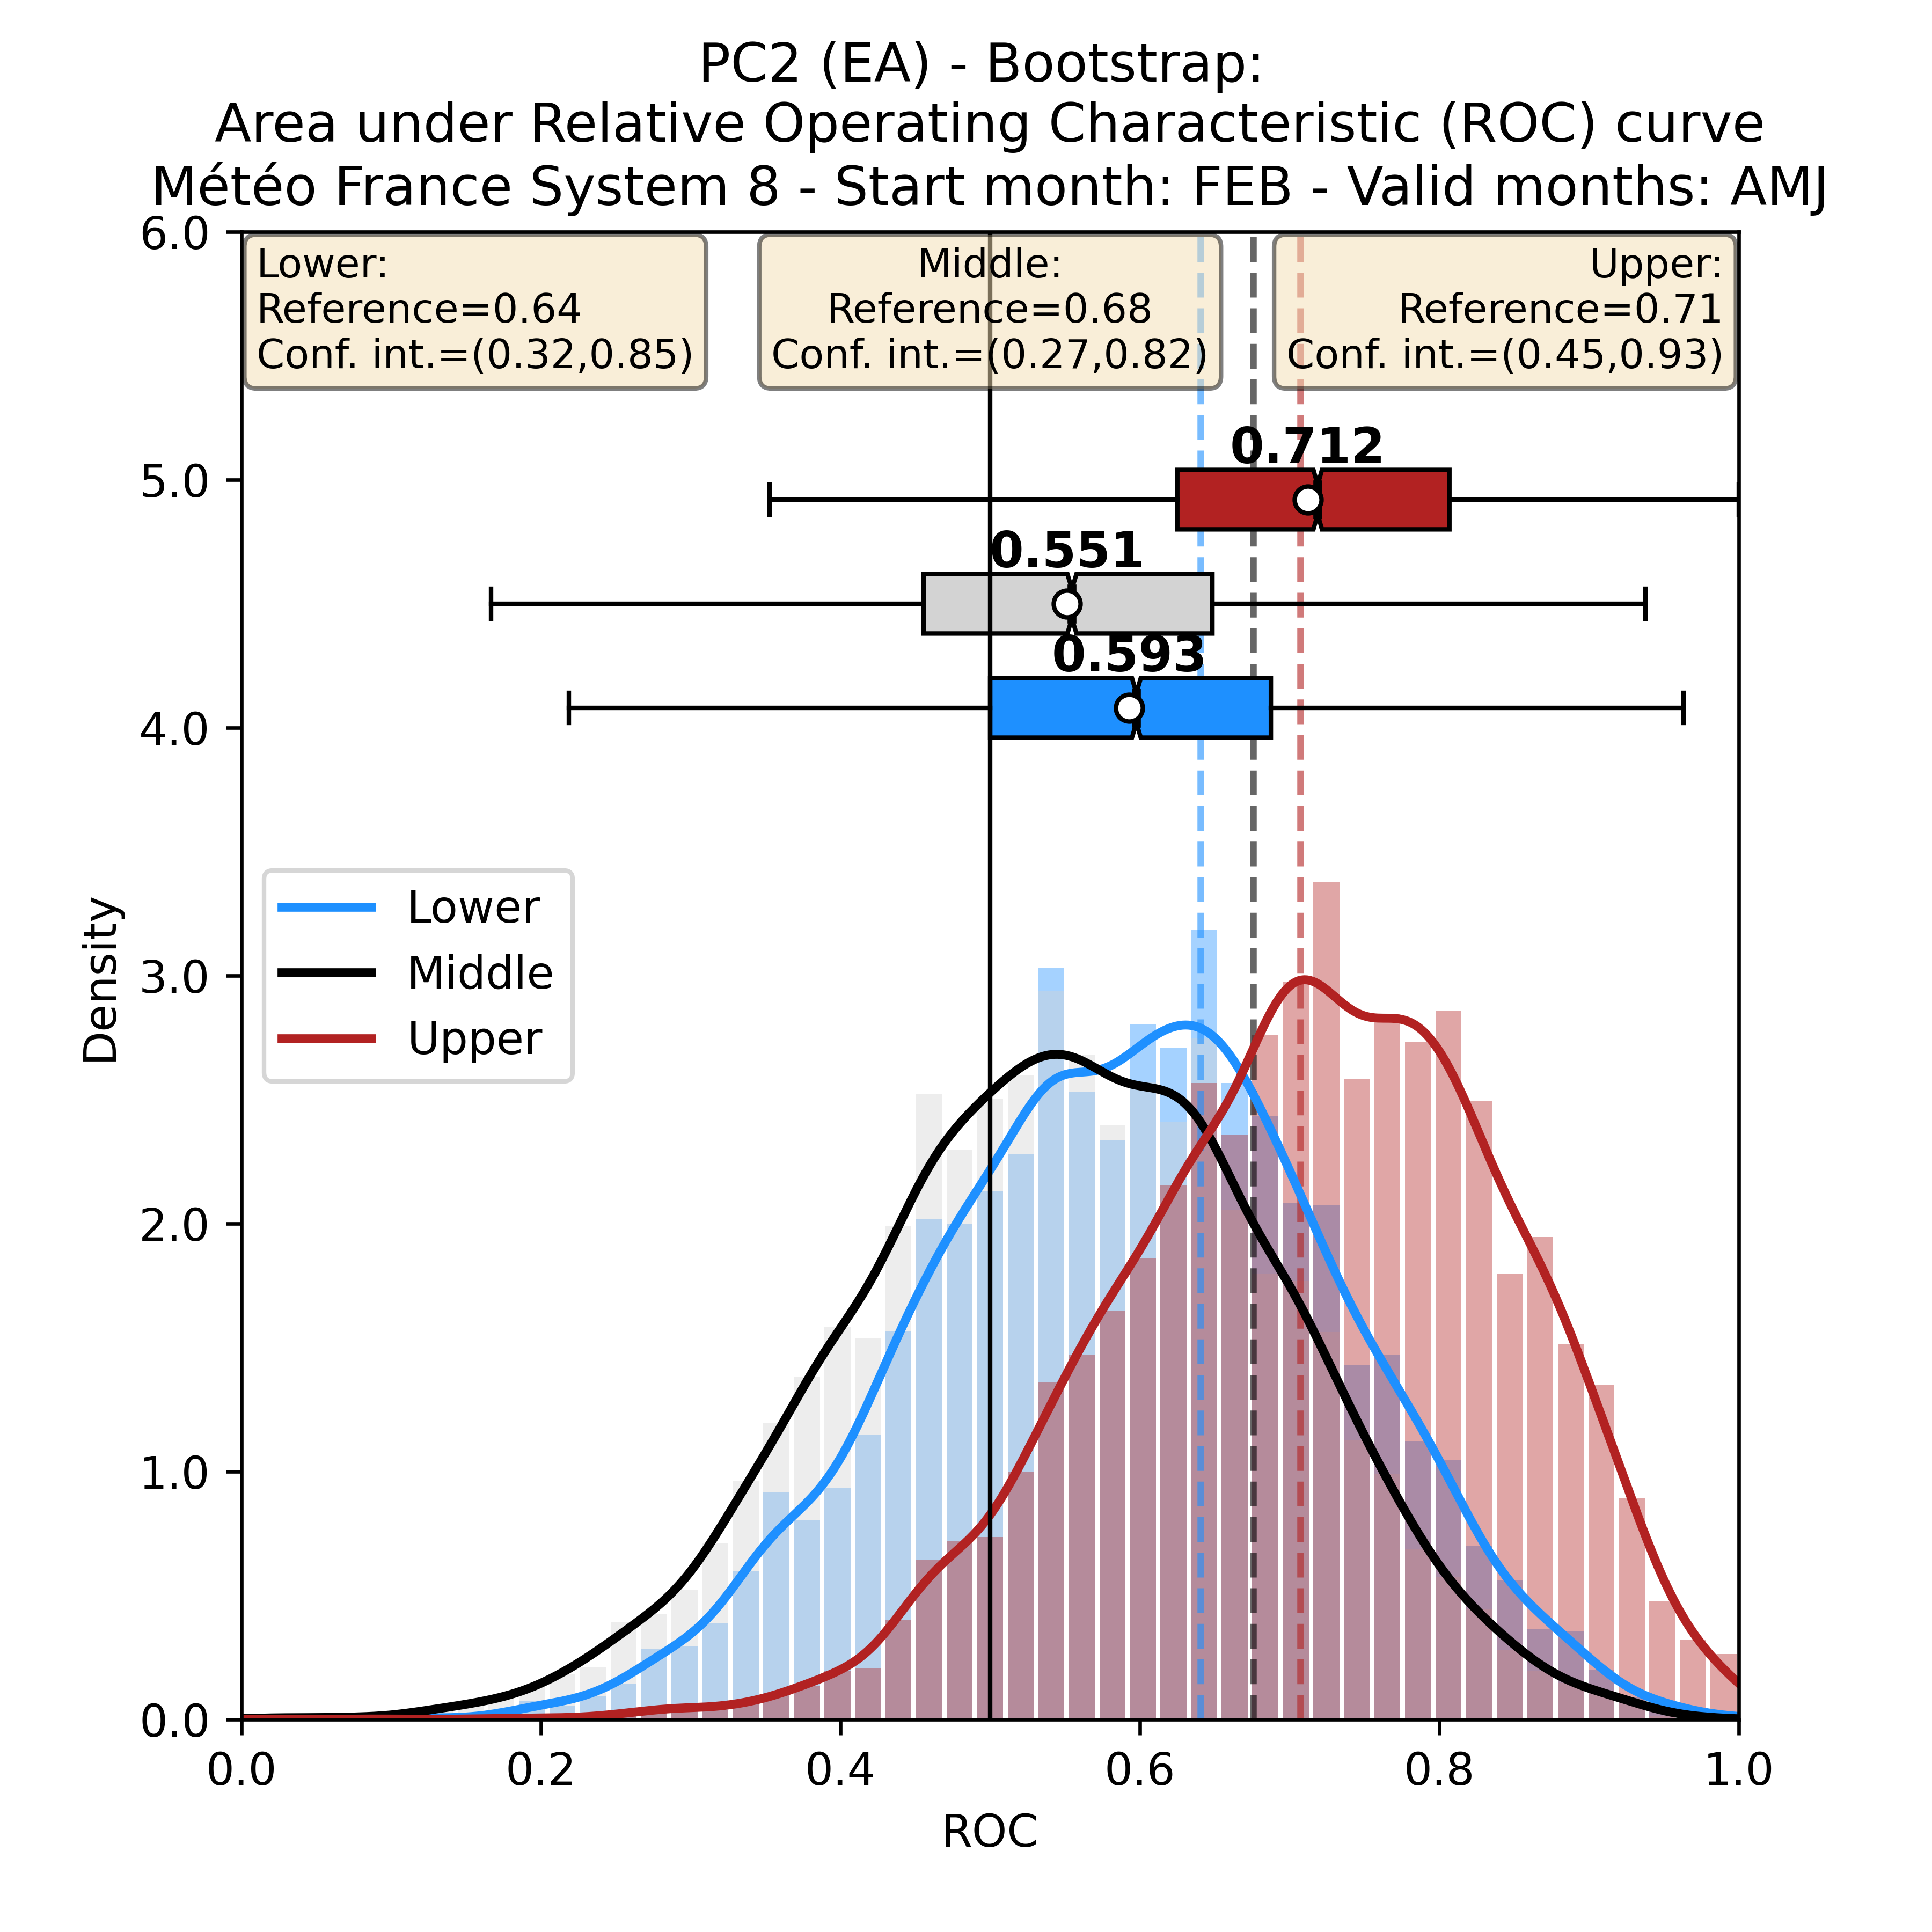 PC2 (EA) - Bootstrap:
Area under Relative Operating Characteristic (ROC) curve
Météo France System 8 - Start month: FEB - Valid months: AMJ
Lower:
Reference=0.64
Conf. int.=(0.32,0.85)
Middle:
Reference=0.68
Conf. int.=(0.27,0.82)
Upper:
Reference=0.71
Conf. int.=(0.45,0.93)
0.712
0.551
0.593
Lower
Middle
Upper
Density
6.0
5.0
4.0
3.0
2.0
1.0
0.0
0.0 0.2 0.4 0.6 0.8 1.0
ROC